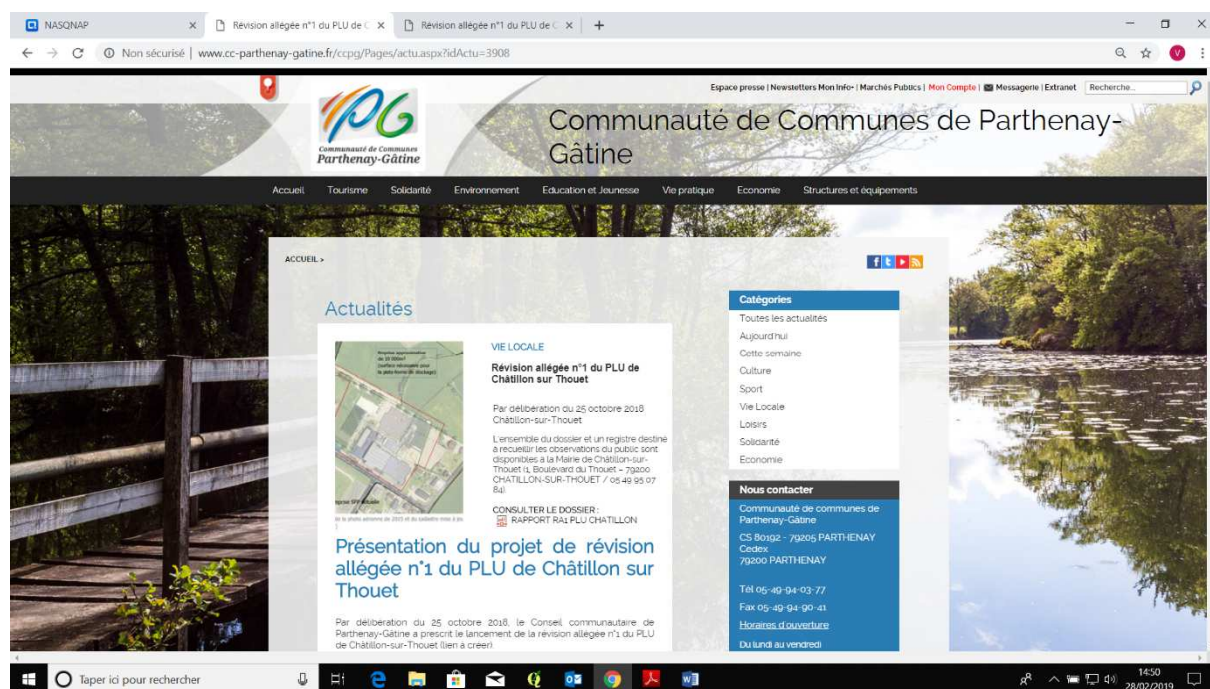 NASQNAP
Révision allégée n°1 du PLU de C
Révision allégée n°1 du PLU de C
Non sécurisé | www.cc-parthenay-gatine.fr/ccpg/Pages/actu.aspx?idActu=3908
V
Espace presse | Newsletters Mon Info+ | Marchés Publics | Mon Compte | Messagerie | Extranet
Recherche...
PG
Communauté de Communes
Parthenay-Gâtine
Communauté de Communes de Parthenay-
Gâtine
Accueil Tourisme Solidarité Environnement Education et Jeunesse Vie pratique Economie Structures et équipements
ACCUEIL >
Actualités
de 10 000m²
VIE LOCALE
Révision allégée n°1 du PLU de
Châtillon sur Thouet
Par délibération du 25 octobre 2018
Châtillon-sur-Thouet
L'ensemble du dossier et un registre destiné
à recueillir les observations du public sont
disponibles à la Mairie de Châtillon-sur-
Thouet (1, Boulevard du Thouet – 79200
CHATILLON-SUR-THOUET / 05 49 95 07
84).
CONSULTER LE DOSSIER :
RAPPORT RA1 PLU CHATILLON
Présentation du projet de révision
allégée n°1 du PLU de Châtillon sur
Thouet
Par délibération du 25 octobre 2018, le Conseil communautaire de
Parthenay-Gâtine a prescrit le lancement de la révision allégée n°1 du PLU
de Châtillon-sur-Thouet (lien à créer)
Catégories
Toutes les actualités
Aujourd'hui
Cette semaine
Culture
Sport
Vie Locale
Loisirs
Solidarité
Economie
Nous contacter
Communauté de communes de
Parthenay-Gâtine
CS 80192 - 79205 PARTHENAY
Cedex
79200 PARTHENAY
Tél 05-49-94-03-77
Fax 05-49-94-90-41
Horaires d'ouverture
Du lundi au vendredi
Taper ici pour rechercher
14:50
28/02/2019